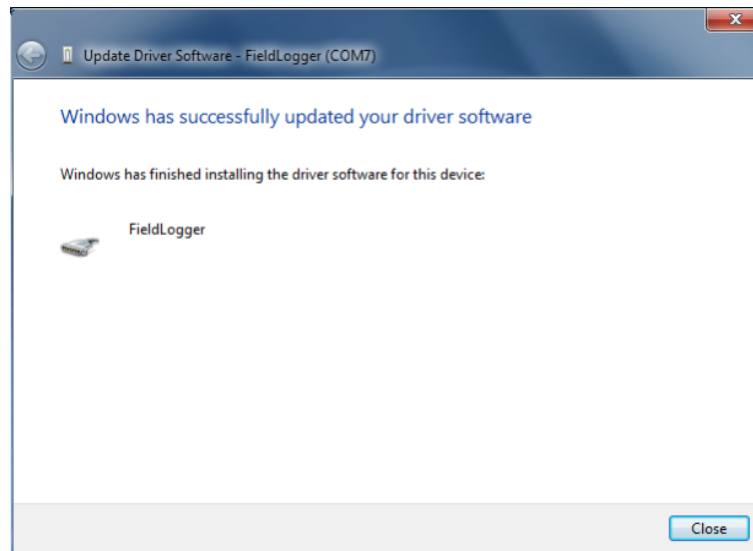 Update Driver Software - FieldLogger (COM7)
Windows has successfully updated your driver software
Windows has finished installing the driver software for this device:
FieldLogger
Close